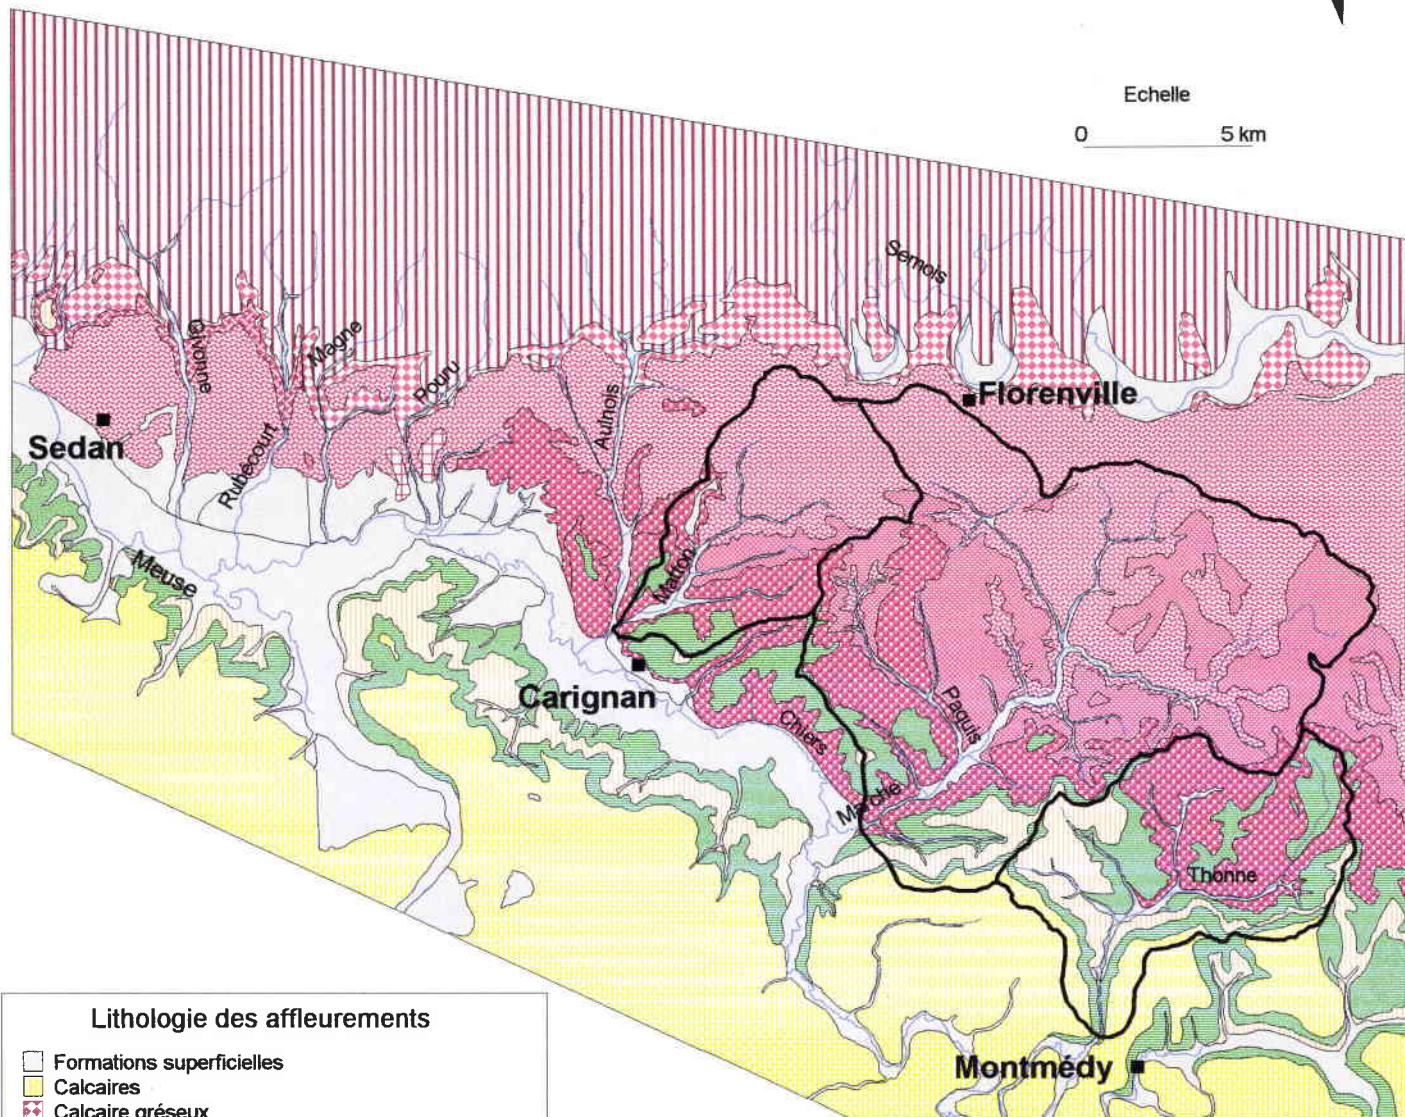 Echelle
0 5 km
Semois
Givonne
Magne
Pouru
Florenville
Aulnois
Sedan
Rubécourt
Meuse
Matton
Carignan
Chiers
Paquis
Marche
Thonne
Lithologie des affleurements
Formations superficielles
Calcaires
Calcaire gréseux
Montmédy